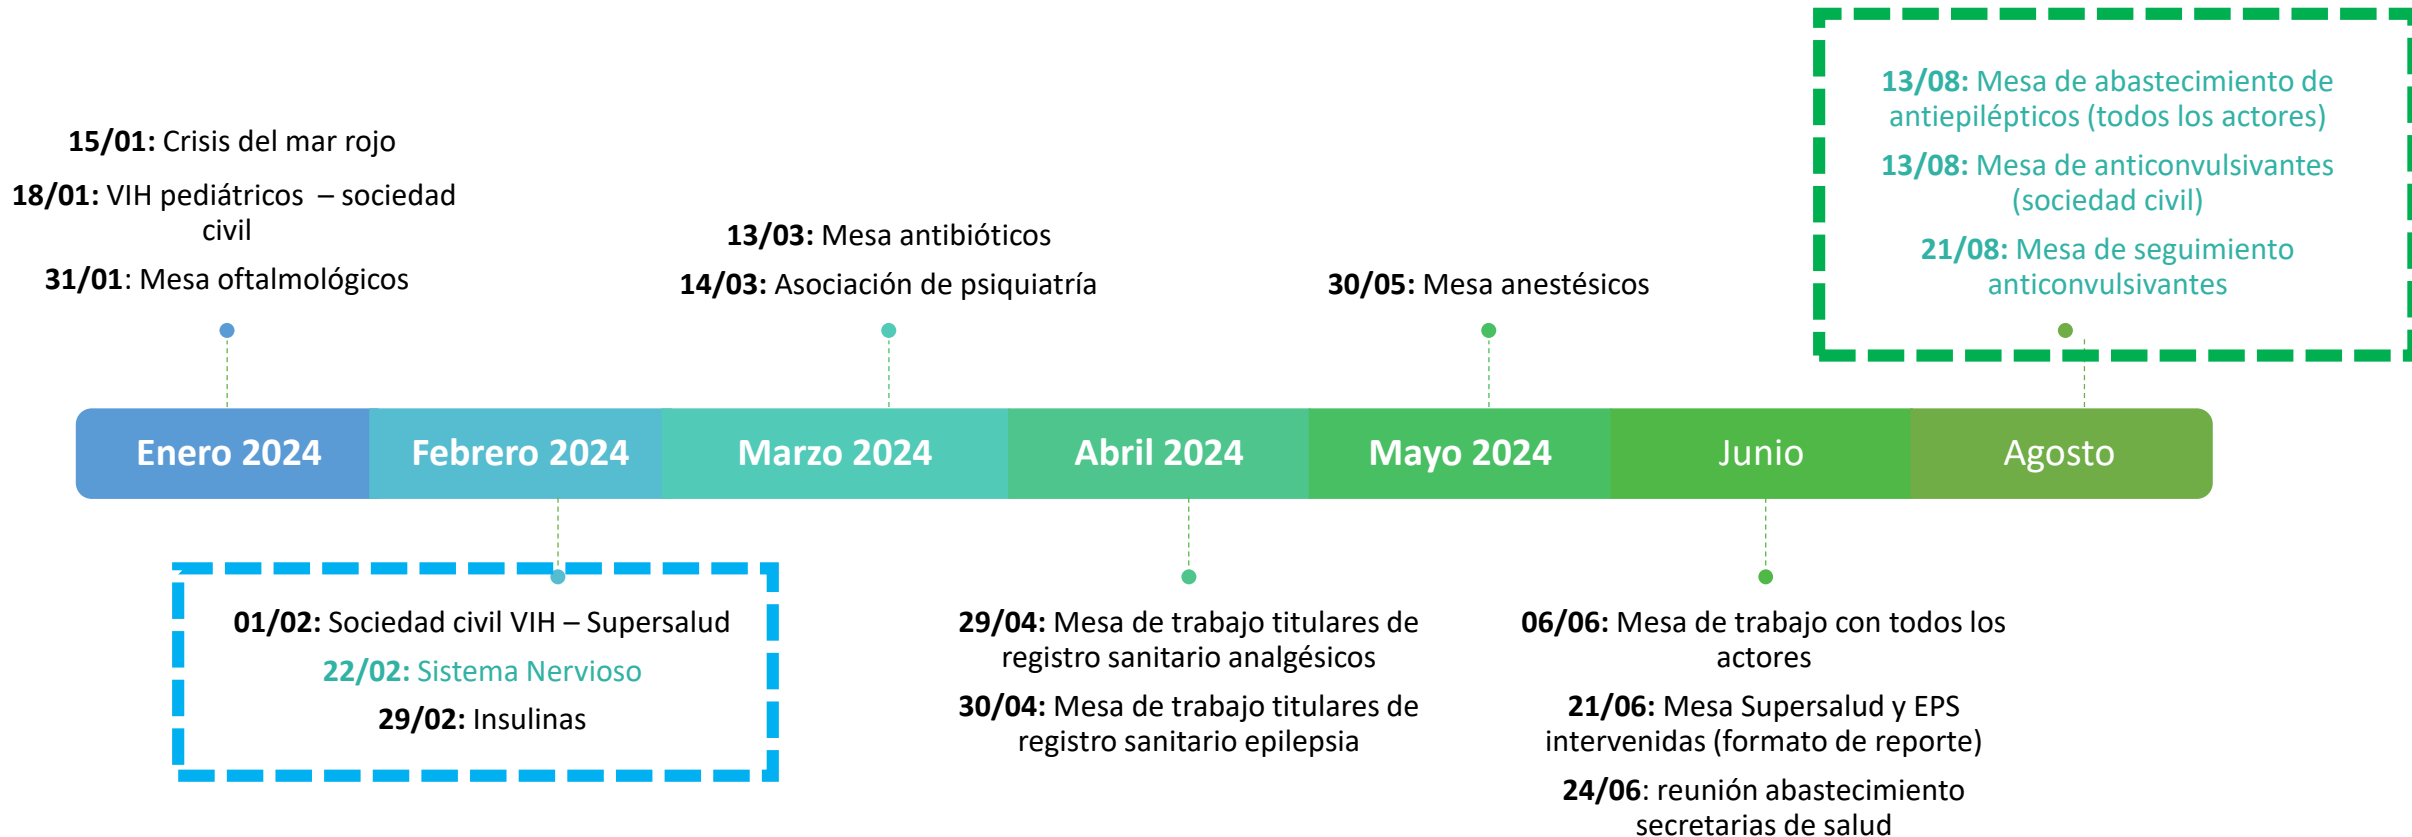 15/01: Crisis del mar rojo
18/01: VIH pediátricos – sociedad
civil
31/01: Mesa oftalmológicos
13/03: Mesa antibióticos
14/03: Asociación de psiquiatría
30/05: Mesa anestésicos
13/08: Mesa de abastecimiento de
antiepilépticos (todos los actores)
13/08: Mesa de anticonvulsivantes
(sociedad civil)
21/08: Mesa de seguimiento
anticonvulsivantes
Enero 2024
Febrero 2024
Marzo 2024
Abril 2024
Mayo 2024
Junio
Agosto
01/02: Sociedad civil VIH – Supersalud
22/02: Sistema Nervioso
29/02: Insulinas
29/04: Mesa de trabajo titulares de
registro sanitario analgésicos
30/04: Mesa de trabajo titulares de
registro sanitario epilepsia
06/06: Mesa de trabajo con todos los
actores
21/06: Mesa Supersalud y EPS
intervenidas (formato de reporte)
24/06: reunión abastecimiento
secretarias de salud